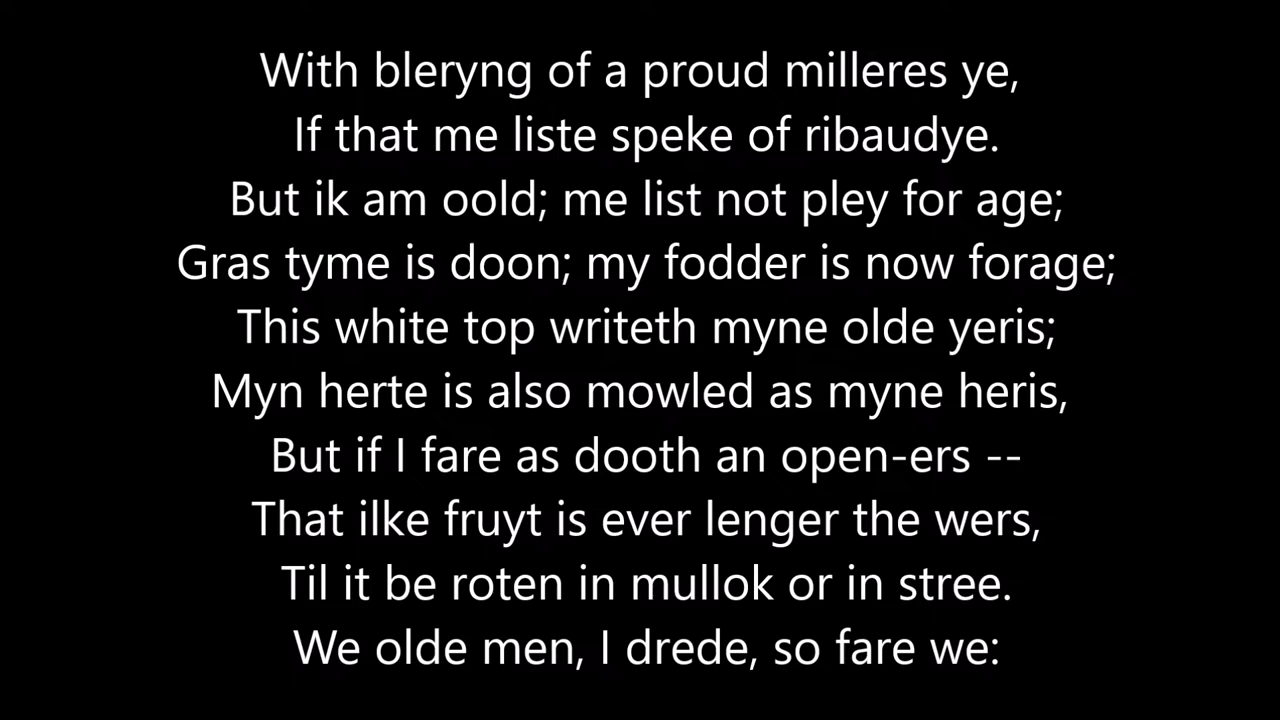 With bleryng of a proud milleres ye,
If that me liste speke of ribaudye.
But ik am oold; me list not pley for age;
Gras tyme is doon; my fodder is now forage;
This white top writeth myne olde yeris;
Myn herte is also mowled as myne heris,
But if I fare as dooth an open-ers --
That ilke fruyt is ever lenger the wers,
Til it be roten in mullok or in stree.
We olde men, I drede, so fare we: